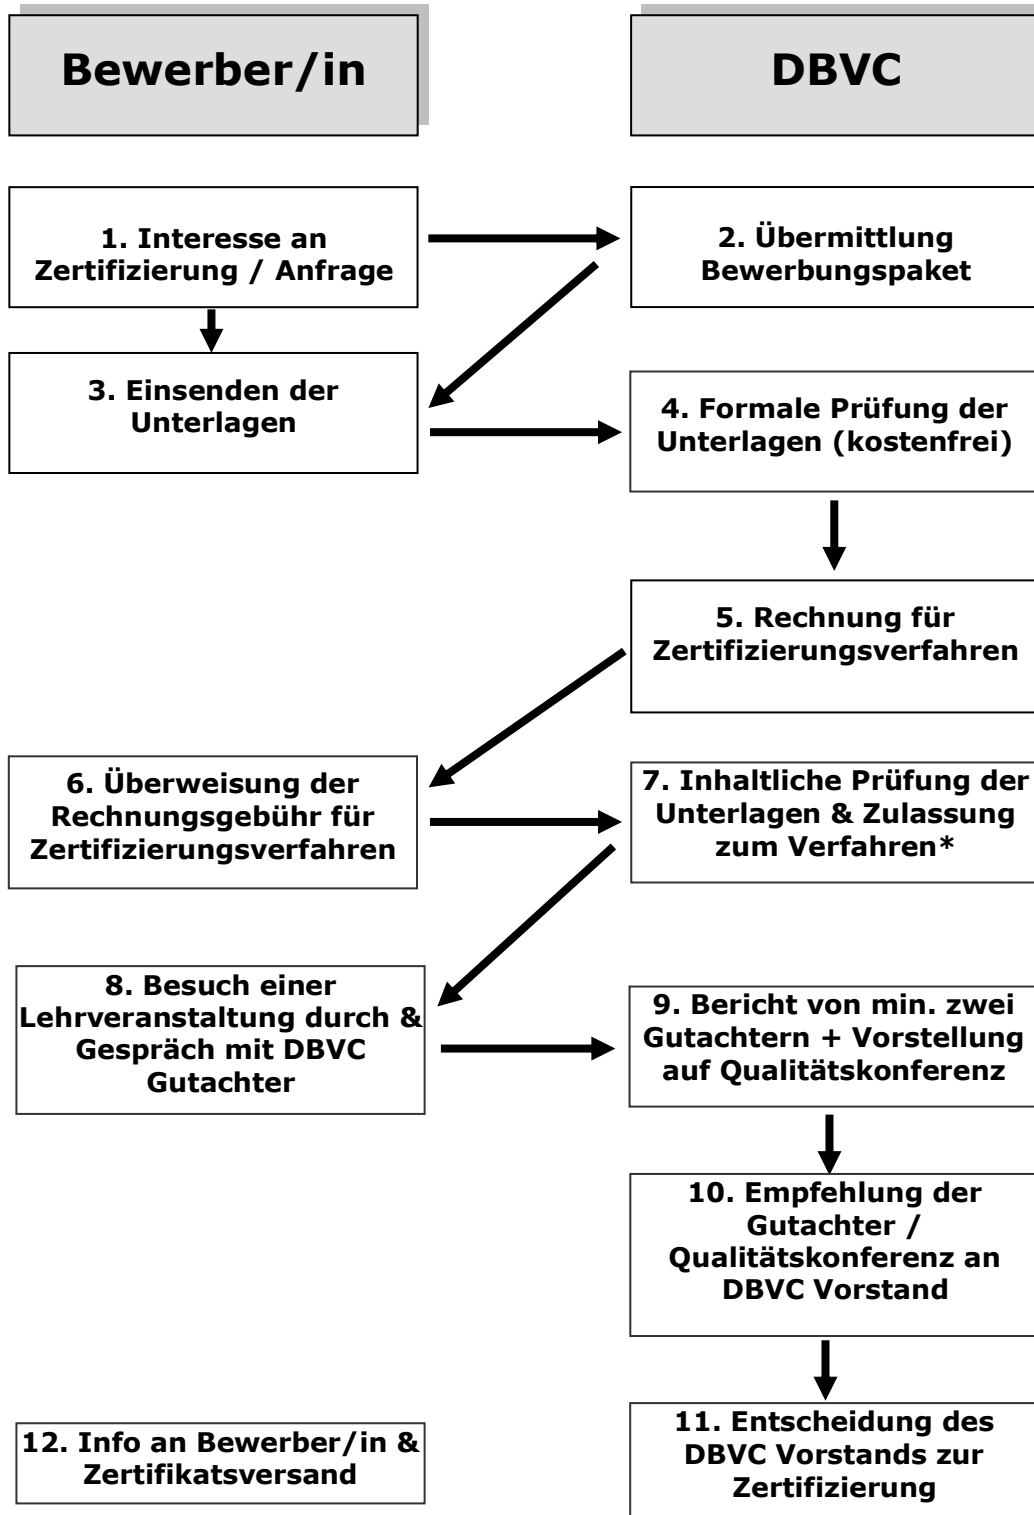 Bewerber/in
DBVC
1. Interesse an
Zertifizierung / Anfrage
2. Übermittlung
Bewerbungspaket
3. Einsenden der
Unterlagen
4. Formale Prüfung der
Unterlagen (kostenfrei)
5. Rechnung für
Zertifizierungsverfahren
6. Überweisung der
Rechnungsgebühr für
Zertifizierungsverfahren
7. Inhaltliche Prüfung der
Unterlagen & Zulassung
zum Verfahren*
8. Besuch einer
Lehrveranstaltung durch &
Gespräch mit DBVC
Gutachter
9. Bericht von min. zwei
Gutachtern + Vorstellung
auf Qualitätskonferenz
10. Empfehlung der
Gutachter /
Qualitätskonferenz an
DBVC Vorstand
11. Entscheidung des
DBVC Vorstands zur
Zertifizierung
12. Info an Bewerber/in &
Zertifikatsversand